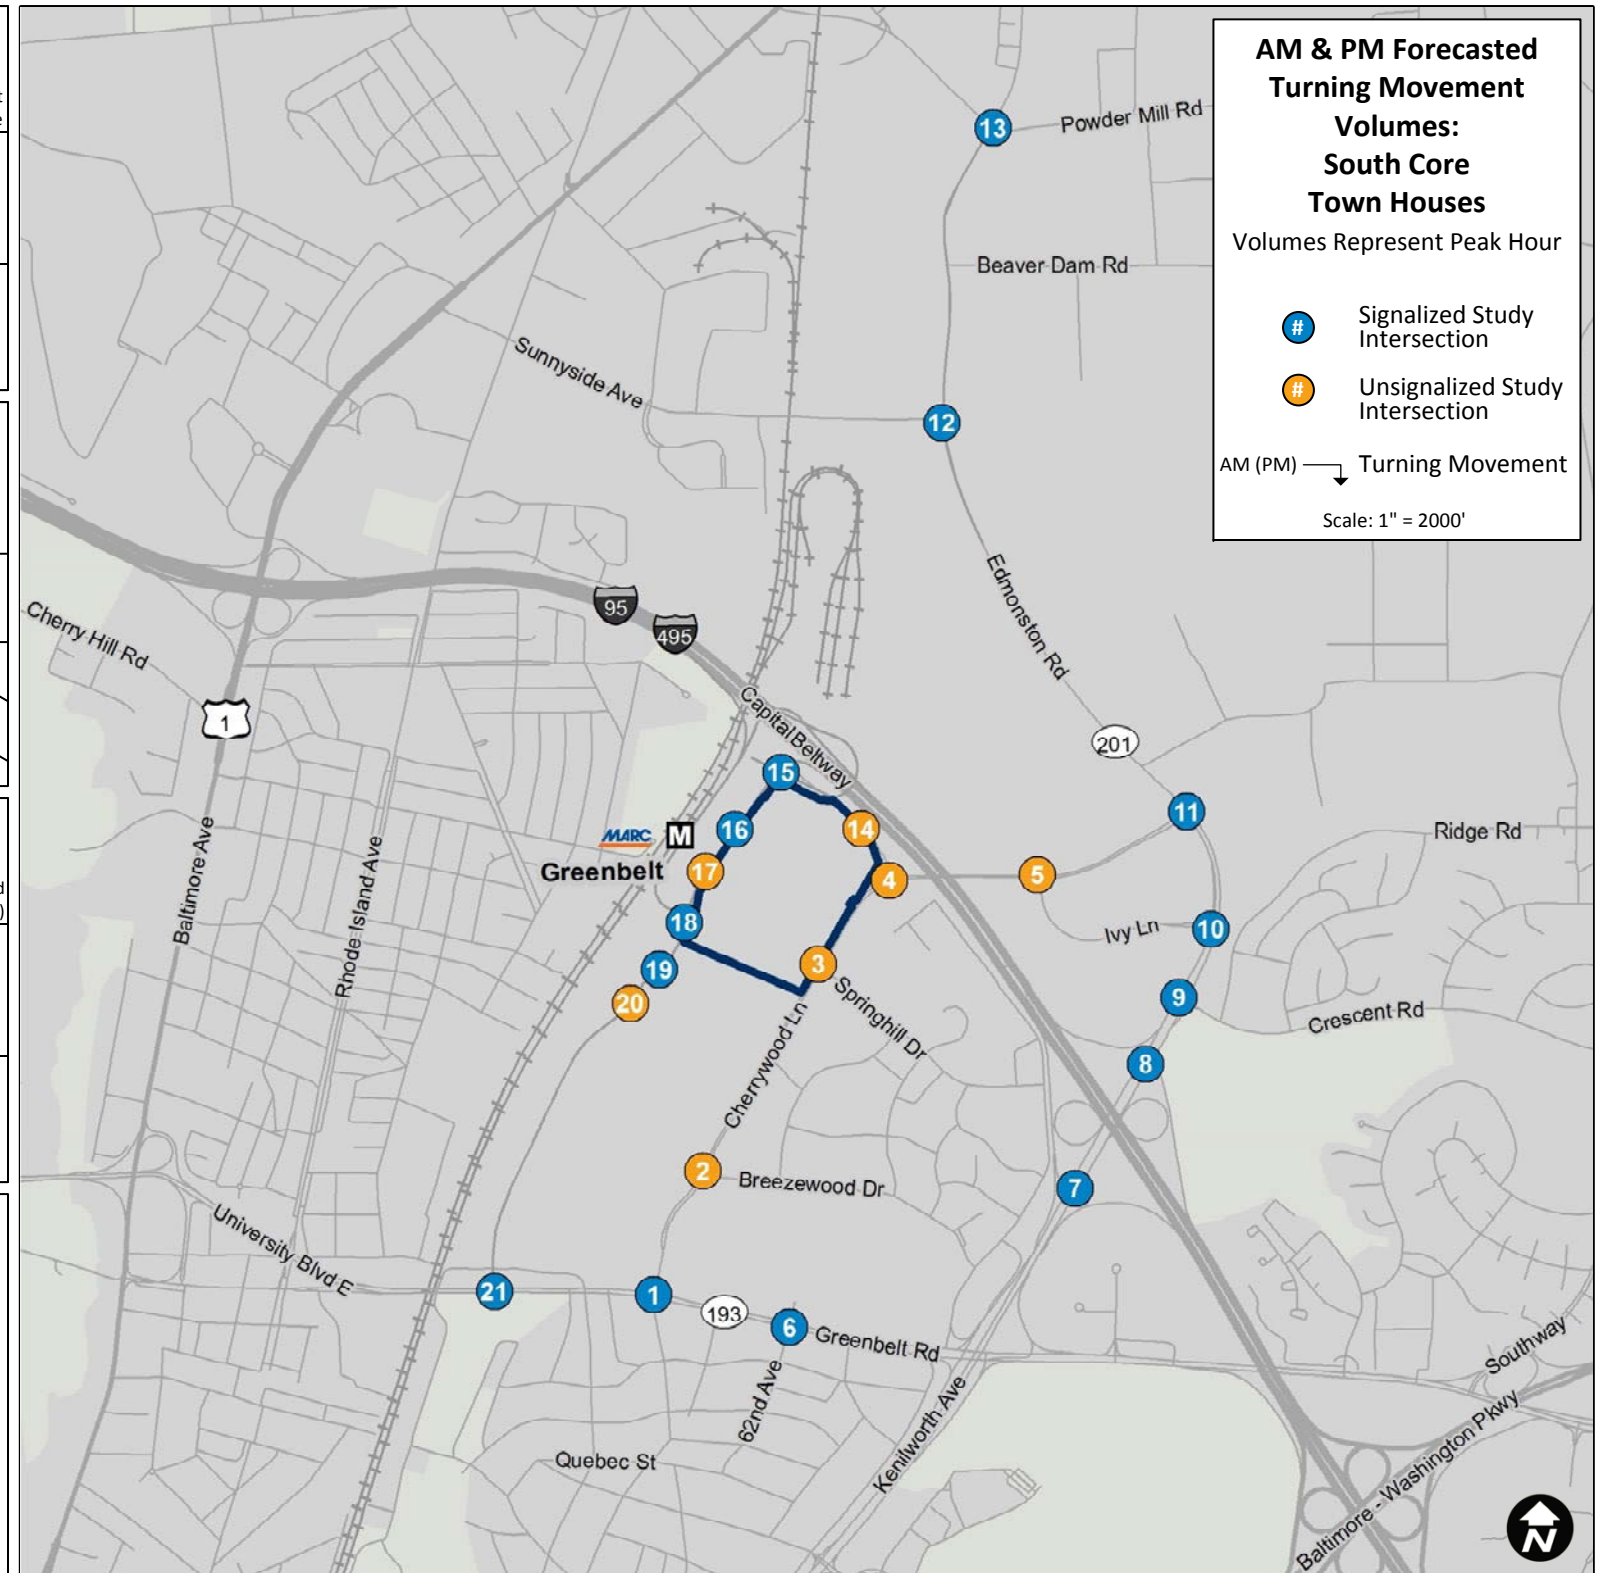 AM & PM Forecasted
Turning Movement
Volumes:
South Core
Town Houses
Volumes Represent Peak Hour
# Signalized Study
Intersection
# Unsignalized Study
Intersection
AM (PM) Turning Movement
Scale: 1" = 2000'
13
Powder Mill Rd
Beaver Dam Rd
Sunnyside Ave
12
Edmonston Rd
95
495
Cherry Hill Rd
1
Capital Beltway
201
15
16
14
11
Ridge Rd
MARC
M
Greenbelt
17
4
5
Baltimore Ave
Rhode Island Ave
18
Ivy Ln
10
19
3
20
9
Springhill Dr
Crescent Rd
Cherrywood Ln
8
2
Breezewood Dr
7
University Blvd E
21
1
193
6
Greenbelt Rd
Southway
62nd Ave
Kenilworth Ave
Quebec St
Baltimore - Washington Pkwy
N